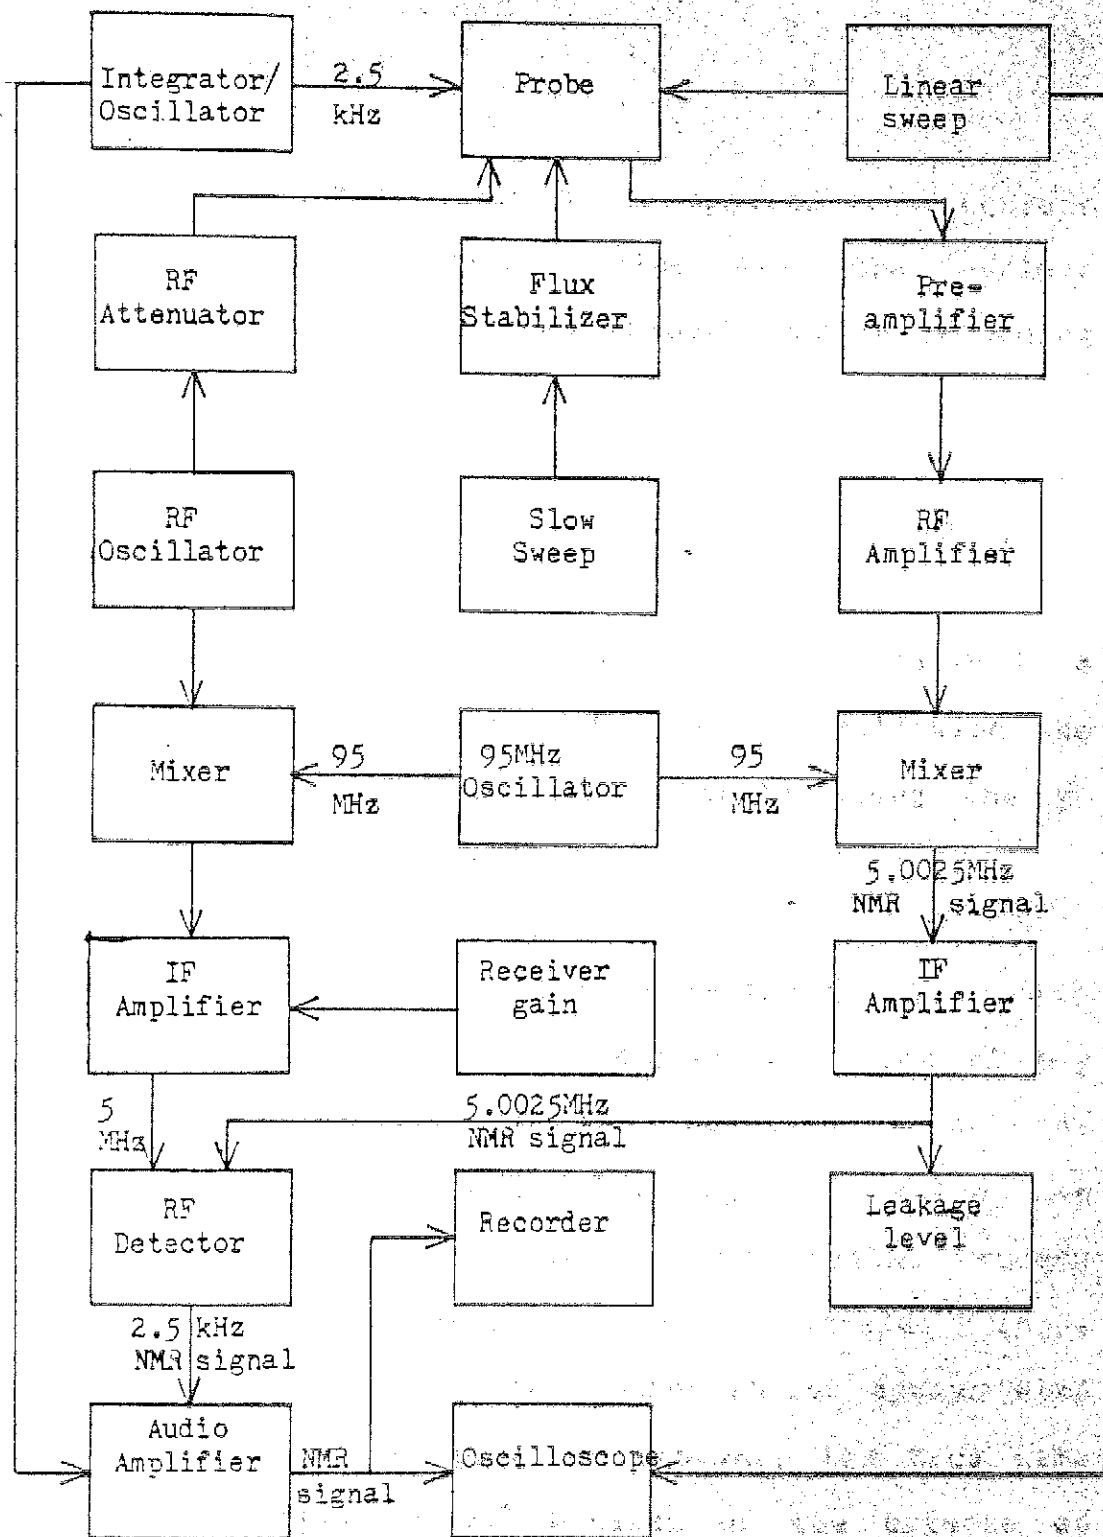 Integrator/
Oscillator
2.5
kHz
Probe
Linear
sweep
RF
Attenuator
Flux
Stabilizer
Pre-
amplifier
RF
Oscillator
Slow
Sweep
RF
Amplifier
Mixer
95
MHz
95MHz
Oscillator
95
MHz
Mixer
5.0025MHz
NMR signal
IF
Amplifier
Receiver
gain
IF
Amplifier
5
MHz
5.0025MHz
NMR signal
RF
Detector
Recorder
Leakage
level
2.5 kHz
NMR signal
Audio
Amplifier
NMR
signal
Oscilloscope